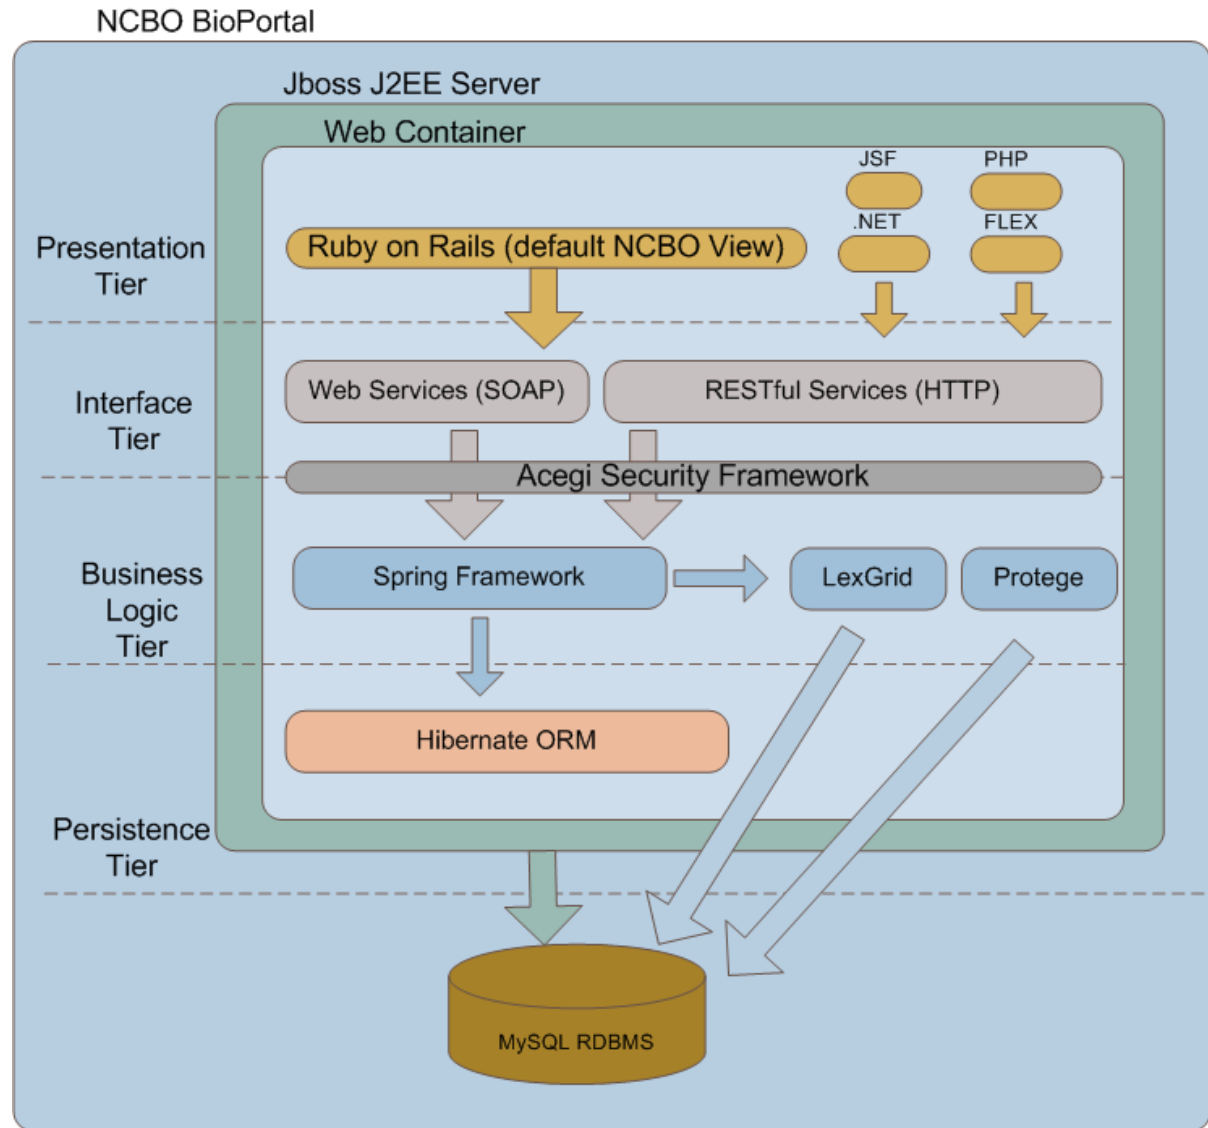 NCBO BioPortal
Jboss J2EE Server
Web Container
JSF
PHP
.NET
FLEX
Presentation
Tier
Ruby on Rails (default NCBO View)
Interface
Tier
Web Services (SOAP)
RESTful Services (HTTP)
Acegi Security Framework
Business
Logic
Tier
Spring Framework
LexGrid
Protege
Hibernate ORM
Persistence
Tier
MySQL RDBMS